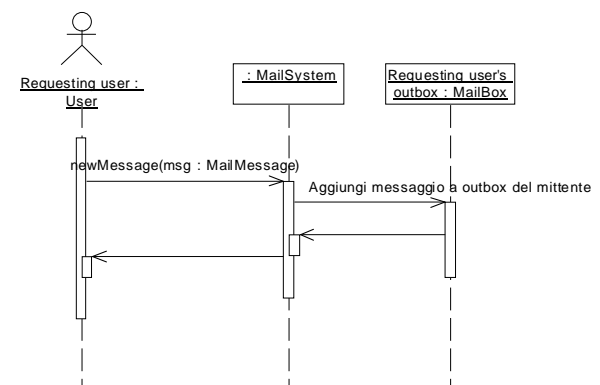 Requesting user :
User
: MailSystem
Requesting user's
outbox : MailBox
newMessage(msg : MailMessage)
Aggiungi messaggio a outbox del mittente